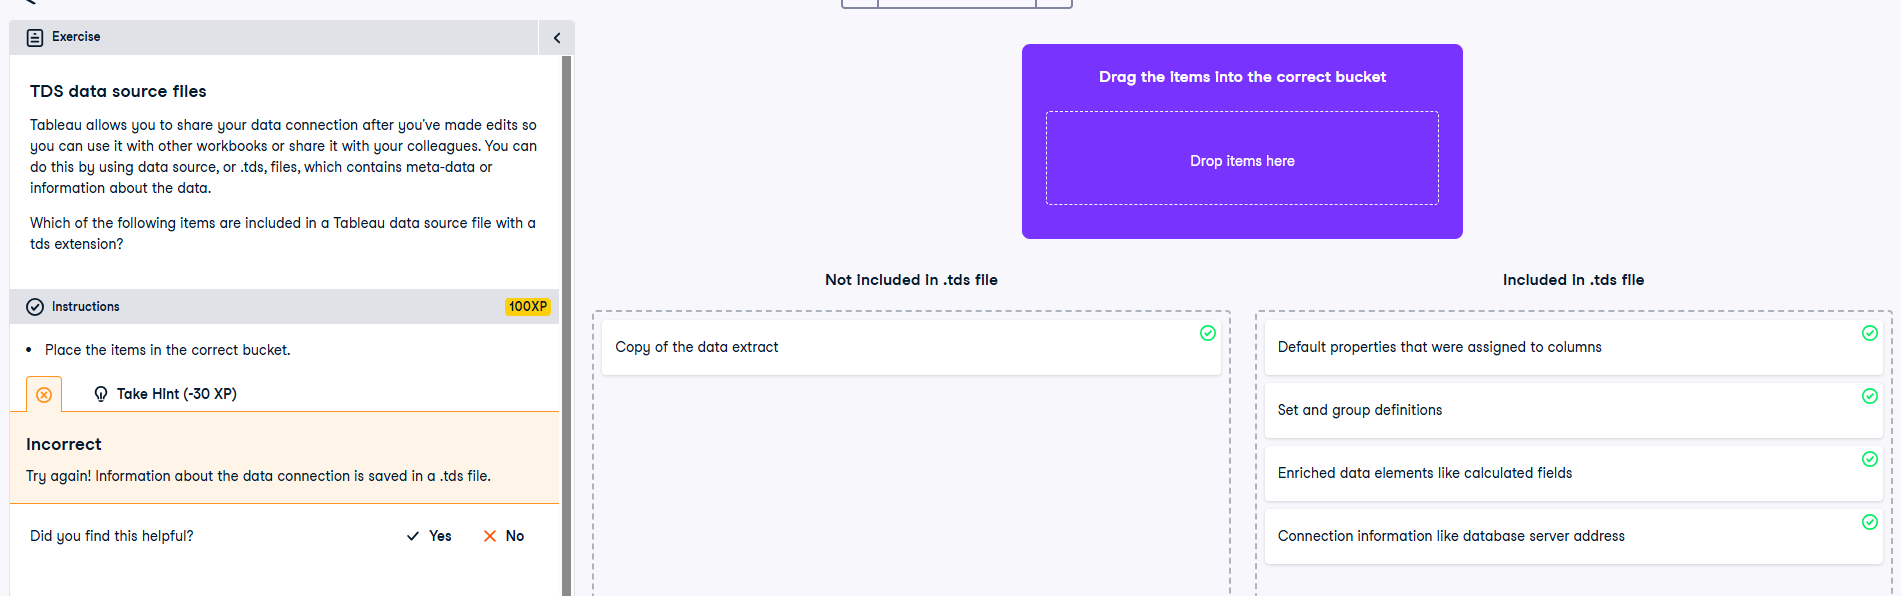 Exercise
TDS data source files
Tableau allows you to share your data connection after you've made edits so
you can use it with other workbooks or share it with your colleagues. You can
do this by using data source, or .tds, files, which contains meta-data or
information about the data.
Which of the following items are included in a Tableau data source file with a
tds extension?
Instructions
100XP
• Place the items in the correct bucket.
Take Hint (-30 XP)
Incorrect
Try again! Information about the data connection is saved in a .tds file.
Did you find this helpful?
Yes
No
Drag the items into the correct bucket
Drop items here
Not included in .tds file
Copy of the data extract
Included in .tds file
Default properties that were assigned to columns
Set and group definitions
Enriched data elements like calculated fields
Connection information like database server address